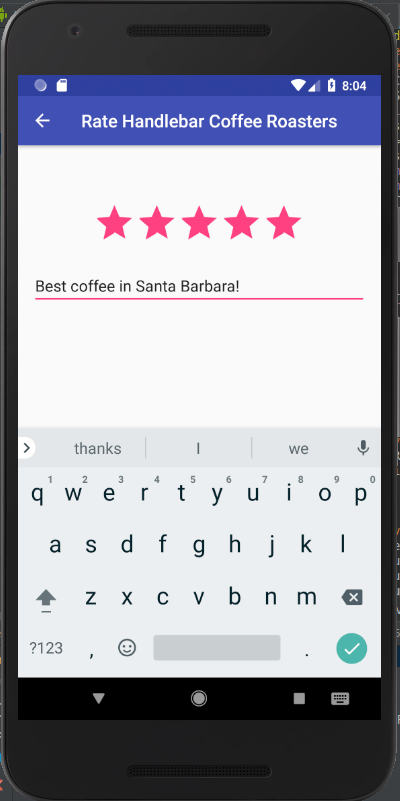 8:04
Rate Handlebar Coffee Roasters
Best coffee in Santa Barbara!
thanks I we
1 2 3 4 5 6 7 8 9 0
q w e r t y u i o p
a s d f g h j k l
z x c v b n m
?123 , .